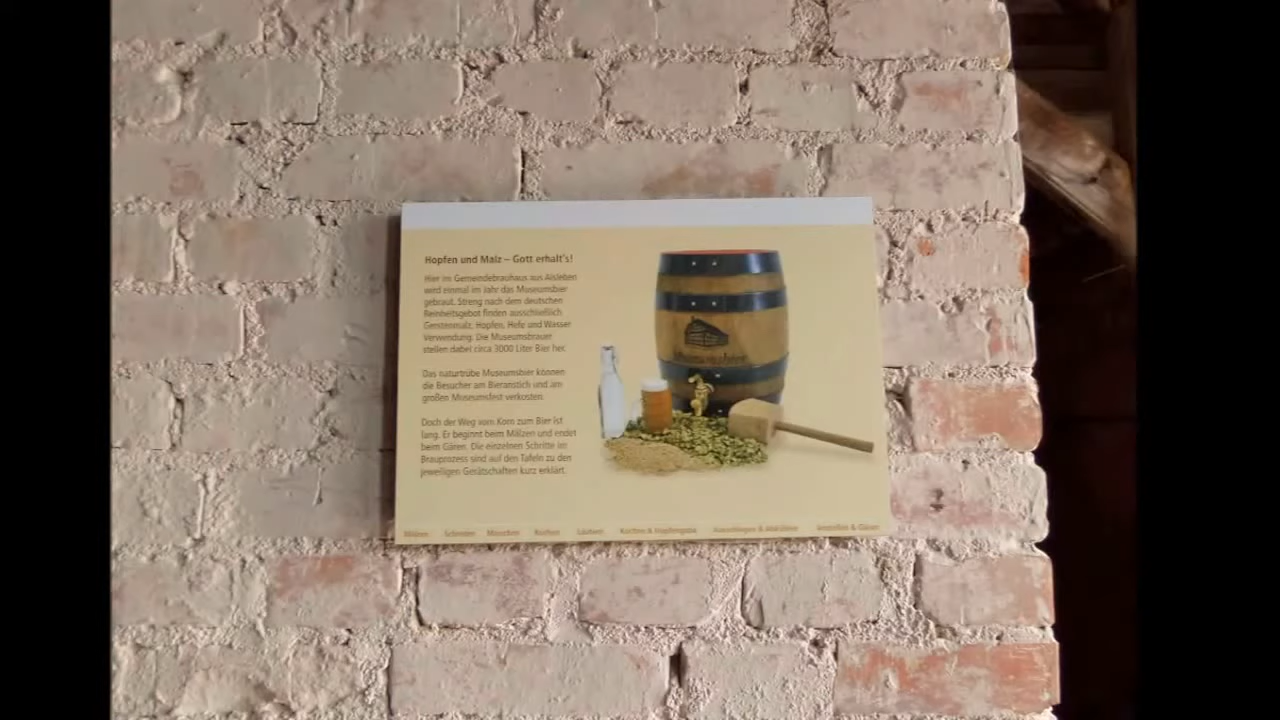 Hopfen und Malz – Gott erhalt's!
Hier im Gemeindebrauhaus aus Alsleben
wird einmal im Jahr das Museumsbier
gebraut. Streng nach dem deutschen
Reinheitsgebot finden ausschließlich
Gerstenmalz, Hopfen, Hefe und Wasser
Verwendung. Die Museumsbrauer
stellen dabei circa 3000 Liter Bier her.
Das naturtrübe Museumsbier können
die Besucher am Bieranstich und am
großen Museumsfest verkosten.
Doch der Weg vom Korn zum Bier ist
lang. Er beginnt beim Mälzen und endet
beim Gären. Die einzelnen Schritte im
Brauprozess sind auf den Tafeln zu den
jeweiligen Gerätschaften kurz erklärt.
Museumsbier
Mälzen Schroten Maischen Kochen Läutern Kochen & Hopfengabe Ausschlagen & Abkühlen Anstellen & Gären